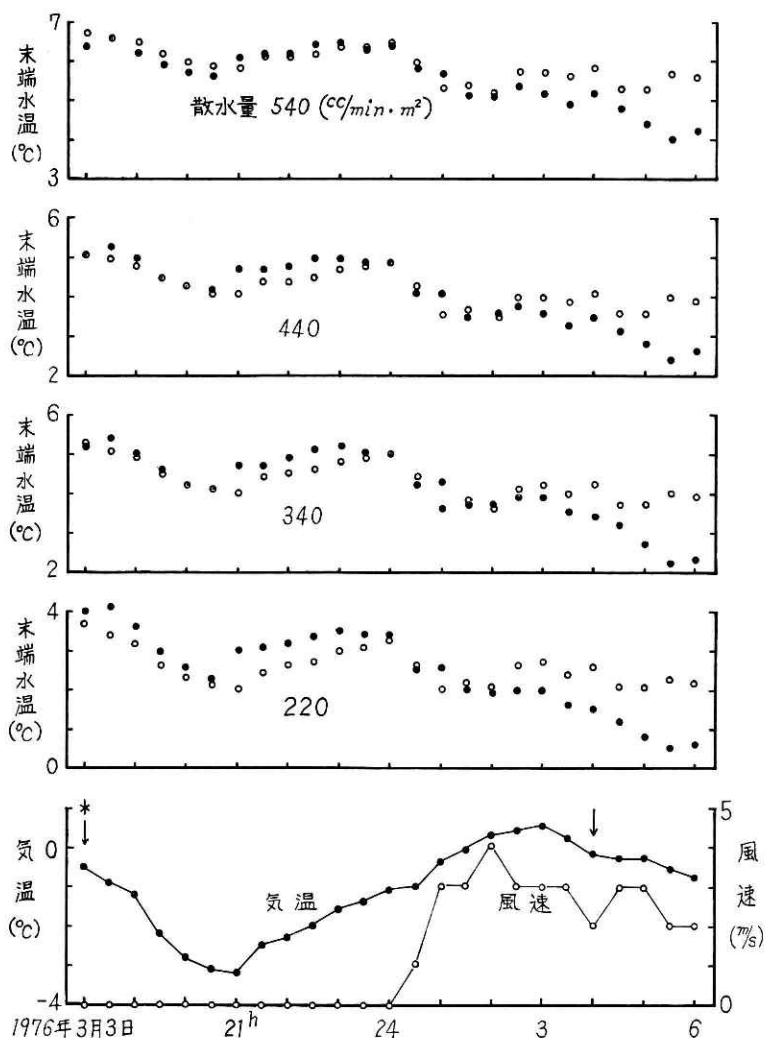 7
末端水温
(℃)
散水量 540 (cc/min・m²)
3
6
末端水温
(℃)
440
2
6
末端水温
(℃)
340
2
4
末端水温
(℃)
220
0
*
5
0
気温
(℃)
気温
風速
風速
(m/s)
-4
0
1976年3月3日
21h
24
3
6